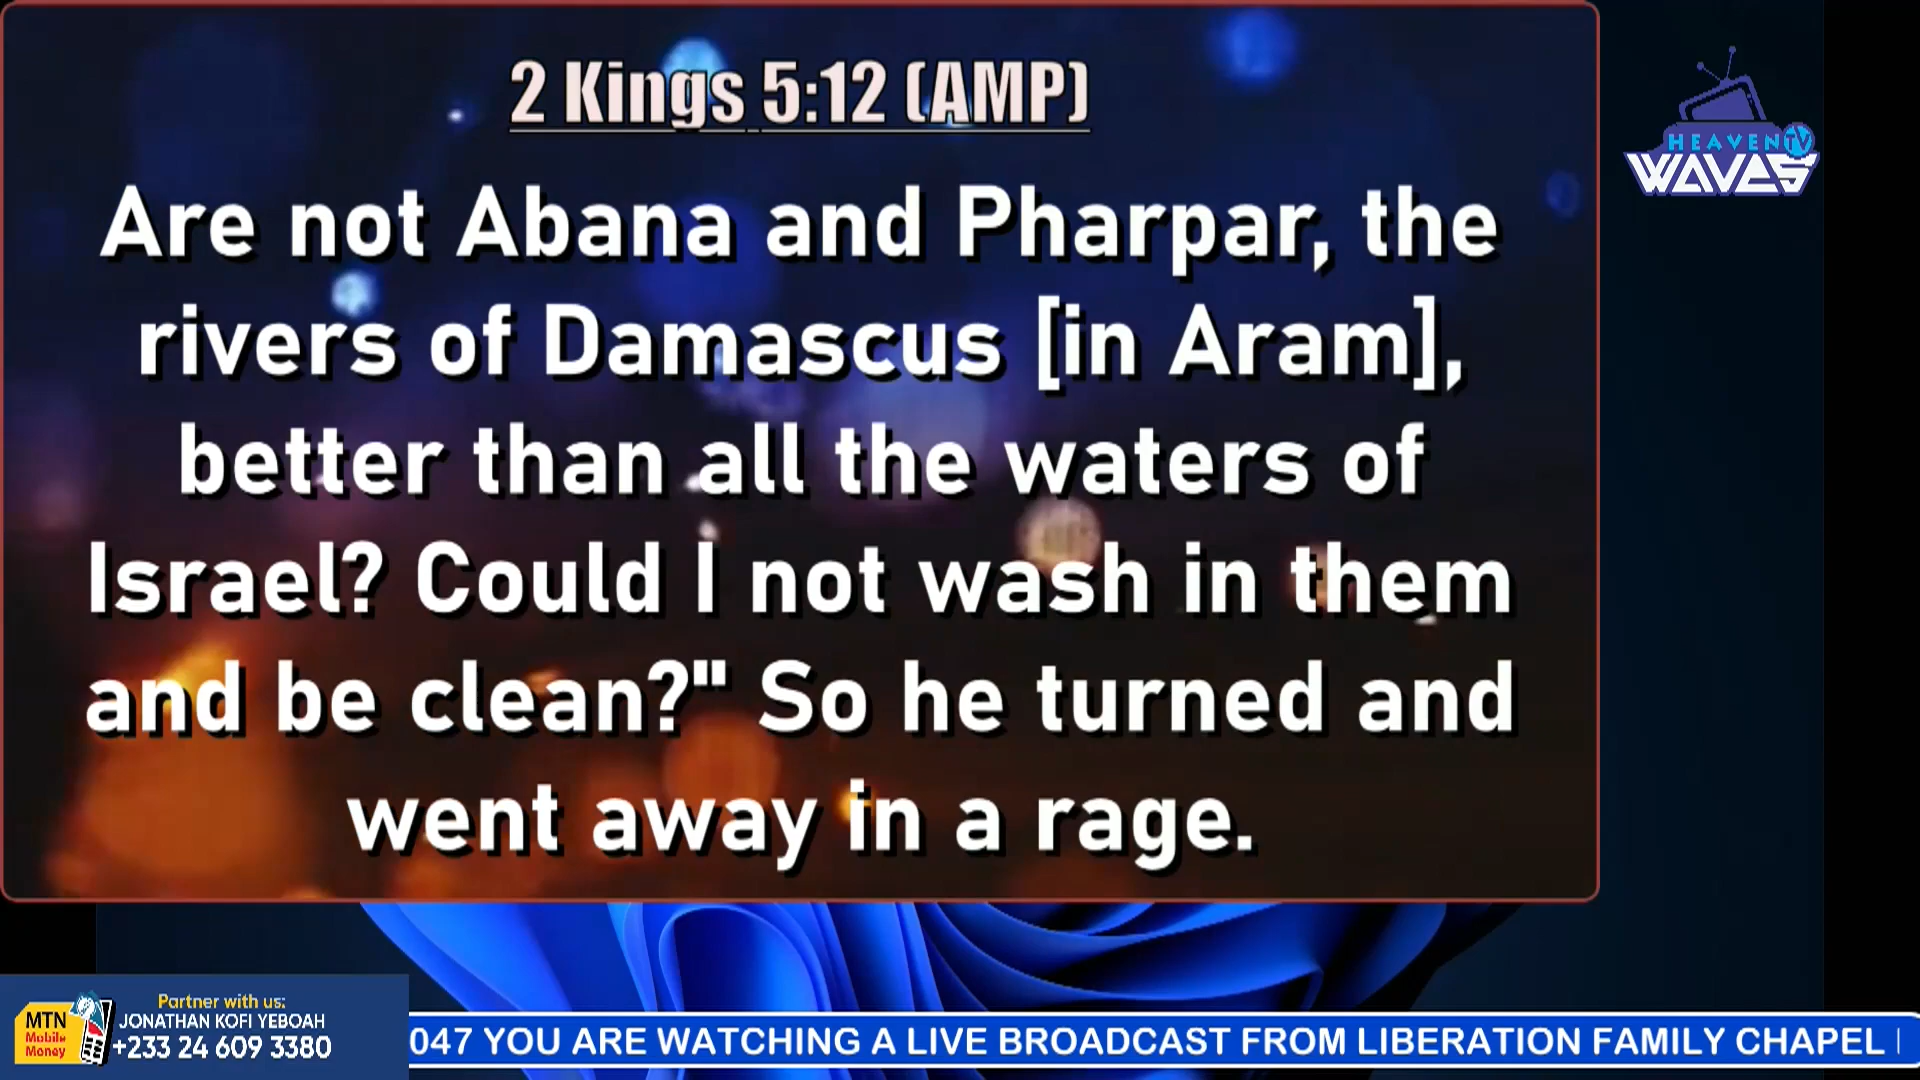 2 Kings 5:12 (AMP)
Are not Abana and Pharpar, the
rivers of Damascus [in Aram],
better than all the waters of
Israel? Could I not wash in them
and be clean?" So he turned and
went away in a rage.
HEAVEN TV
WAVES
Partner with us:
MTN
Mobile
Money
JONATHAN KOFI YEBOAH
+233 24 609 3380
047 YOU ARE WATCHING A LIVE BROADCAST FROM LIBERATION FAMILY CHAPEL